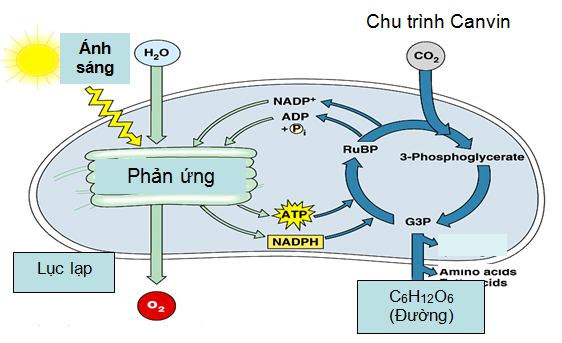 Chu trình Canvin
Ánh
sáng
H₂O
CO₂
NADP⁺
ADP
+ Pi
RuBP
3-Phosphoglycerate
Phản ứng
ATP
NADPH
G3P
Lục lạp
O₂
Amino acids
C₆H₁₂O₆
(Đường)